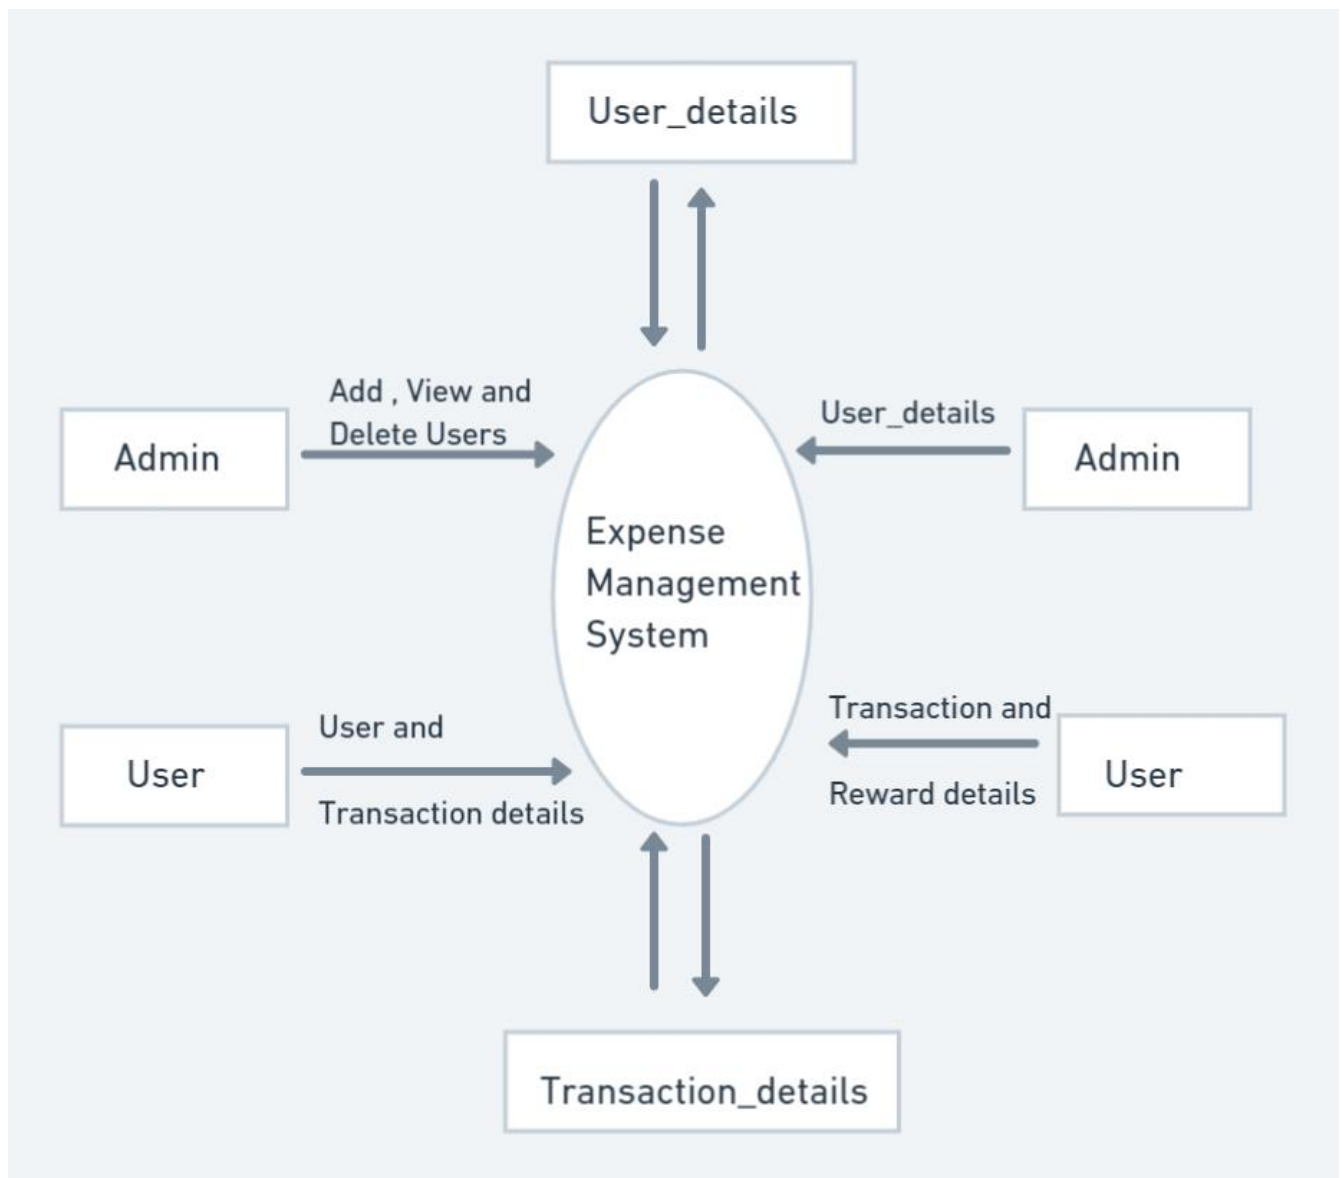 User_details
Add , View and
Delete Users
Admin
User_details
Admin
Expense
Management
System
User and
Transaction details
User
Transaction and
Reward details
User
Transaction_details